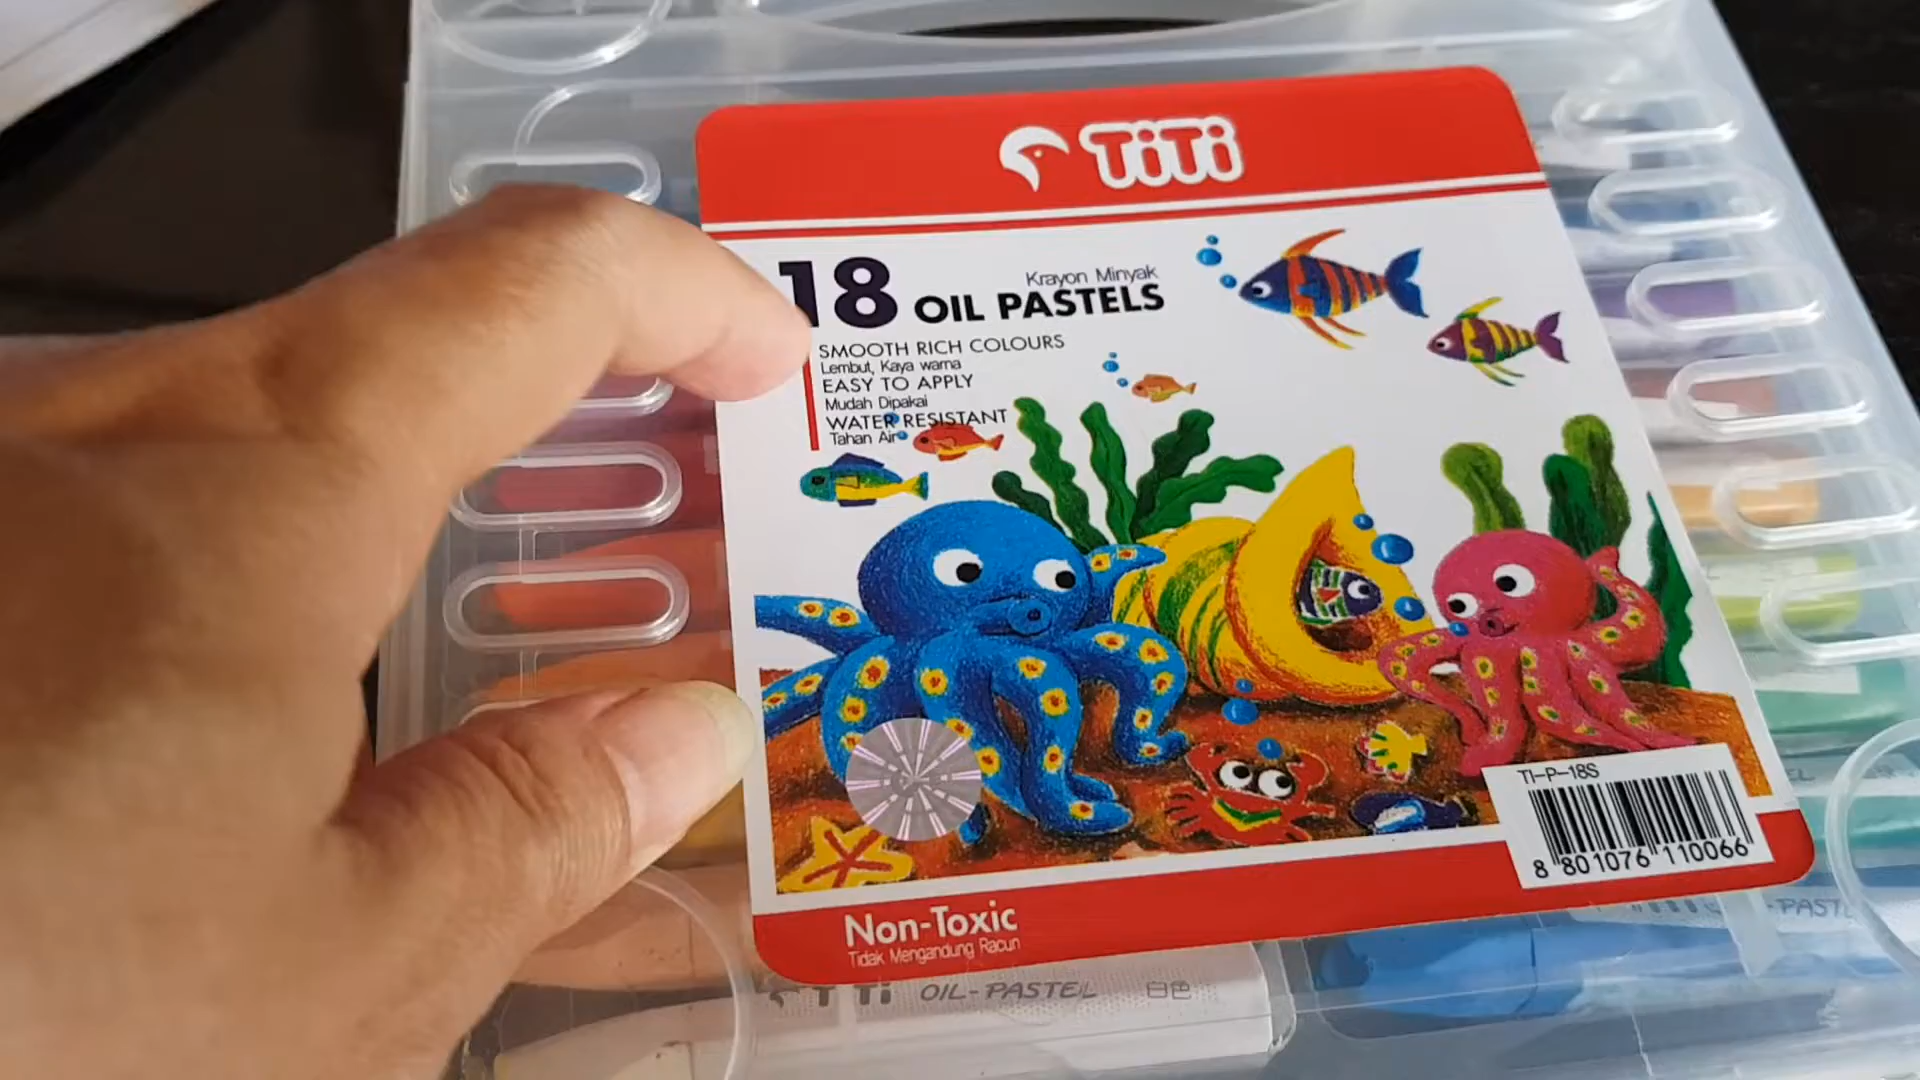 TiTi
18
Krayon Minyak
OIL PASTELS
SMOOTH RICH COLOURS
Lembut, Kaya warna
EASY TO APPLY
Mudah Dipakai
WATER RESISTANT
Tahan Air
TI-P-18S
8 801076 110066
Non-Toxic
Tidak Mengandung Racun
TiTi OIL-PASTEL 白色